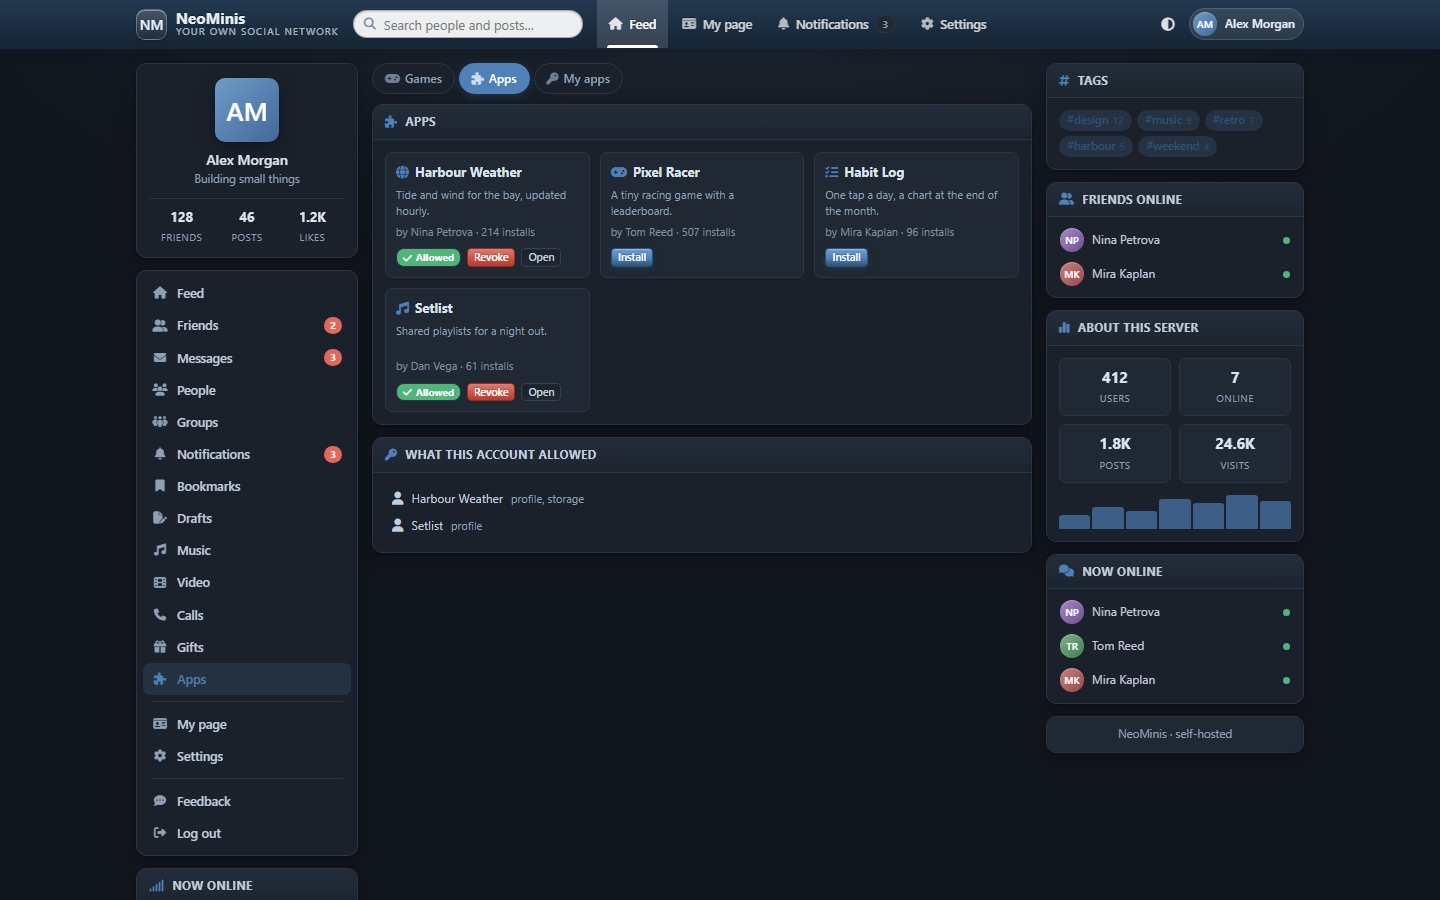 NM NeoMinis
YOUR OWN SOCIAL NETWORK
Search people and posts...
Feed
My page
Notifications 3
Settings
AM Alex Morgan
AM
Alex Morgan
Building small things
128 46 1.2K
FRIENDS POSTS LIKES
Feed
Friends 2
Messages 3
People
Groups
Notifications 3
Bookmarks
Drafts
Music
Video
Calls
Gifts
Apps
My page
Settings
Feedback
Log out
NOW ONLINE
Games Apps My apps
APPS
Harbour Weather
Tide and wind for the bay, updated
hourly.
by Nina Petrova · 214 installs
Allowed Revoke Open
Pixel Racer
A tiny racing game with a
leaderboard.
by Tom Reed · 507 installs
Install
Habit Log
One tap a day, a chart at the end of
the month.
by Mira Kaplan · 96 installs
Install
Setlist
Shared playlists for a night out.
by Dan Vega · 61 installs
Allowed Revoke Open
WHAT THIS ACCOUNT ALLOWED
Harbour Weather profile, storage
Setlist profile
# TAGS
#design 12 #music 9 #retro 7
#harbour 5 #weekend 4
FRIENDS ONLINE
NP Nina Petrova
MK Mira Kaplan
ABOUT THIS SERVER
412 7
USERS ONLINE
1.8K 24.6K
POSTS VISITS
NOW ONLINE
NP Nina Petrova
TR Tom Reed
MK Mira Kaplan
NeoMinis · self-hosted